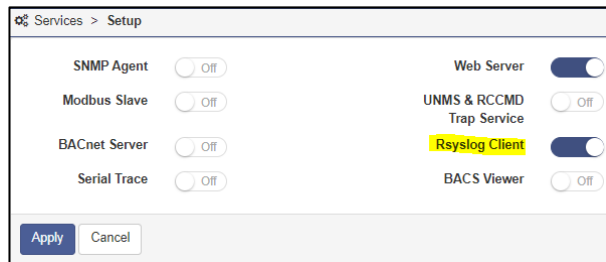 Services > Setup
SNMP Agent Off Web Server
Modbus Slave Off UNMS & RCCMD
Trap Service Off
BACnet Server Off Rsyslog Client
Serial Trace Off BACS Viewer Off
Apply Cancel